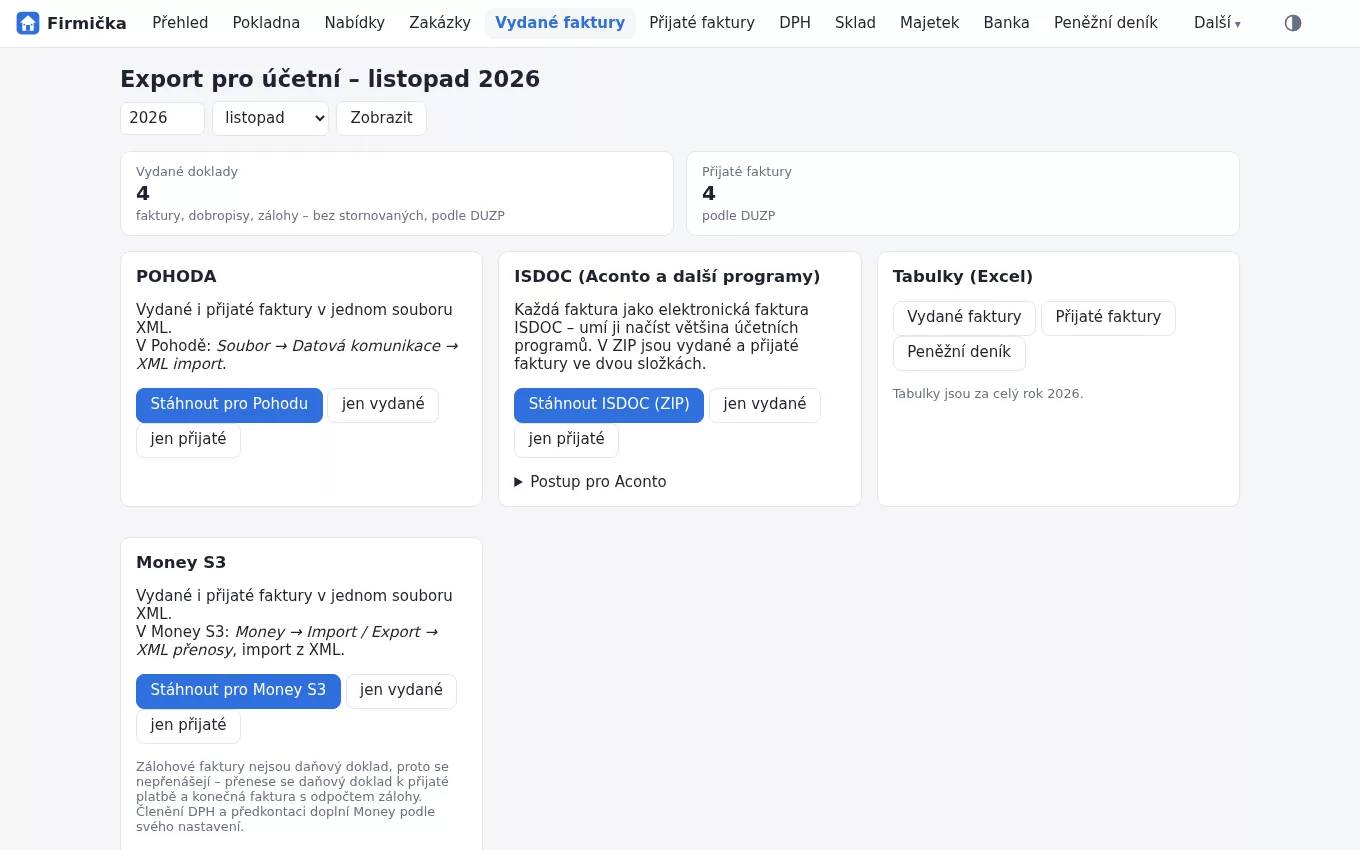 Firmička
Přehled
Pokladna
Nabídky
Zakázky
Vydané faktury
Přijaté faktury
DPH
Sklad
Majetek
Banka
Peněžní deník
Další ▾
Export pro účetní – listopad 2026
2026
listopad
Zobrazit
Vydané doklady
4
faktury, dobropisy, zálohy – bez stornovaných, podle DUZP
Přijaté faktury
4
podle DUZP
POHODA
Vydané i přijaté faktury v jednom souboru
XML.
V Pohodě: Soubor → Datová komunikace →
XML import.
Stáhnout pro Pohodu
jen vydané
jen přijaté
ISDOC (Aconto a další programy)
Každá faktura jako elektronická faktura
ISDOC – umí ji načíst většina účetních
programů. V ZIP jsou vydané a přijaté
faktury ve dvou složkách.
Stáhnout ISDOC (ZIP)
jen vydané
jen přijaté
▶ Postup pro Aconto
Tabulky (Excel)
Vydané faktury
Přijaté faktury
Peněžní deník
Tabulky jsou za celý rok 2026.
Money S3
Vydané i přijaté faktury v jednom souboru
XML.
V Money S3: Money → Import / Export →
XML přenosy, import z XML.
Stáhnout pro Money S3
jen vydané
jen přijaté
Zálohové faktury nejsou daňový doklad, proto se
nepřenášejí – přenese se daňový doklad k přijaté
platbě a konečná faktura s odpočtem zálohy.
Členění DPH a předkontaci doplní Money podle
svého nastavení.